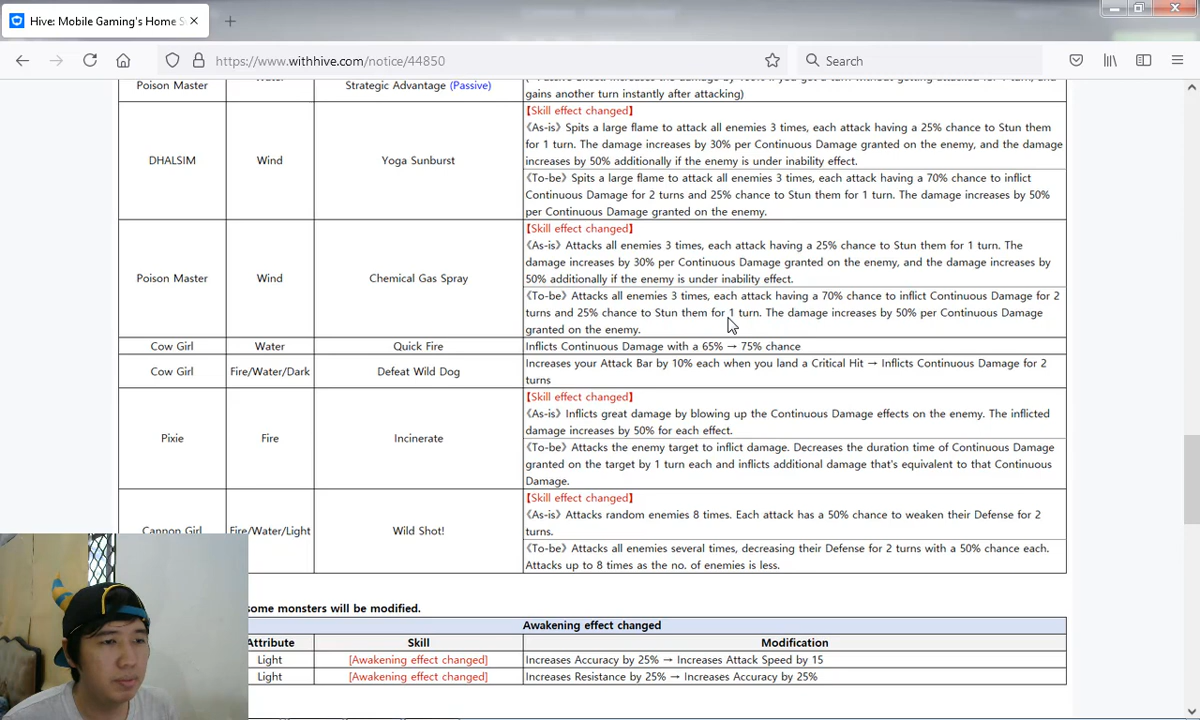 Hive: Mobile Gaming's Home S
https://www.withhive.com/notice/44850
Search
Poison Master
Strategic Advantage (Passive)
gains another turn instantly after attacking)
DHALSIM
Wind
Yoga Sunburst
【Skill effect changed】
《As-is》 Spits a large flame to attack all enemies 3 times, each attack having a 25% chance to Stun them
for 1 turn. The damage increases by 30% per Continuous Damage granted on the enemy, and the damage
increases by 50% additionally if the enemy is under inability effect.
《To-be》 Spits a large flame to attack all enemies 3 times, each attack having a 70% chance to inflict
Continuous Damage for 2 turns and 25% chance to Stun them for 1 turn. The damage increases by 50%
per Continuous Damage granted on the enemy.
Poison Master
Wind
Chemical Gas Spray
【Skill effect changed】
《As-is》 Attacks all enemies 3 times, each attack having a 25% chance to Stun them for 1 turn. The
damage increases by 30% per Continuous Damage granted on the enemy, and the damage increases by
50% additionally if the enemy is under inability effect.
《To-be》 Attacks all enemies 3 times, each attack having a 70% chance to inflict Continuous Damage for 2
turns and 25% chance to Stun them for 1 turn. The damage increases by 50% per Continuous Damage
granted on the enemy.
Cow Girl
Water
Quick Fire
Inflicts Continuous Damage with a 65% → 75% chance
Cow Girl
Fire/Water/Dark
Defeat Wild Dog
Increases your Attack Bar by 10% each when you land a Critical Hit → Inflicts Continuous Damage for 2
turns
Pixie
Fire
Incinerate
【Skill effect changed】
《As-is》 Inflicts great damage by blowing up the Continuous Damage effects on the enemy. The inflicted
damage increases by 50% for each effect.
《To-be》 Attacks the enemy target to inflict damage. Decreases the duration time of Continuous Damage
granted on the target by 1 turn each and inflicts additional damage that's equivalent to that Continuous
Damage.
Cannon Girl
Fire/Water/Light
Wild Shot!
【Skill effect changed】
《As-is》 Attacks random enemies 8 times. Each attack has a 50% chance to weaken their Defense for 2
turns.
《To-be》 Attacks all enemies several times, decreasing their Defense for 2 turns with a 50% chance each.
Attacks up to 8 times as the no. of enemies is less.
some monsters will be modified.
Awakening effect changed
Attribute
Skill
Modification
Light
[Awakening effect changed]
Increases Accuracy by 25% → Increases Attack Speed by 15
Light
[Awakening effect changed]
Increases Resistance by 25% → Increases Accuracy by 25%